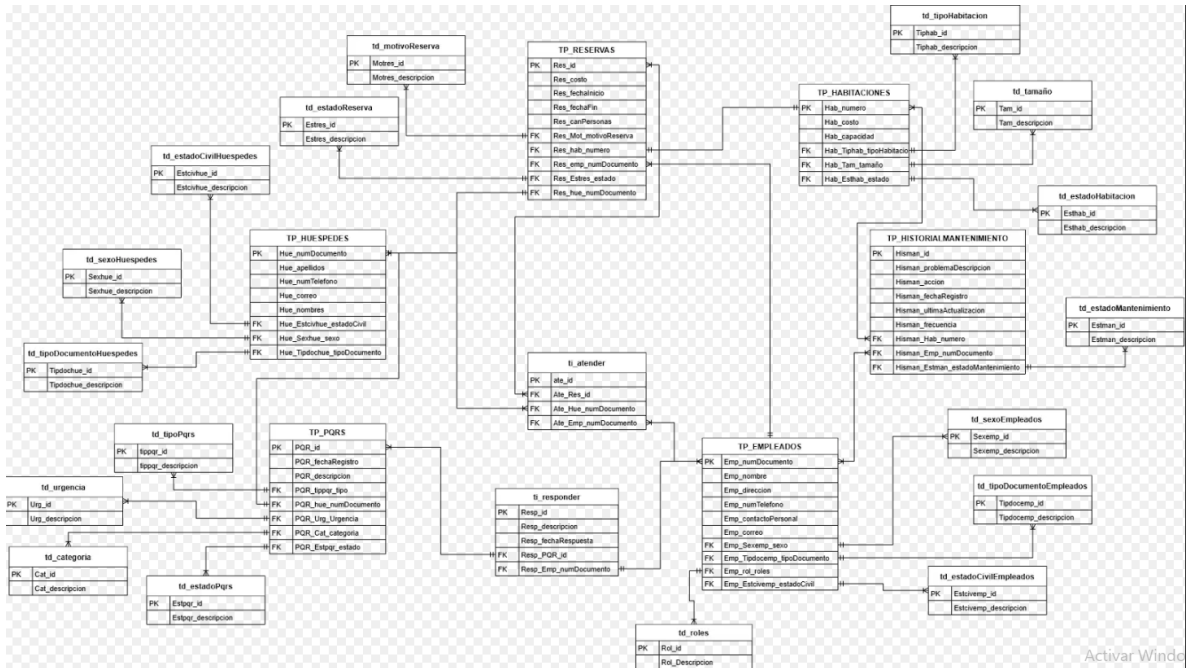 td_motivoReserva
PK Motres_id
Motres_descripcion
td_estadoReserva
PK Estres_id
Estres_descripcion
td_estadoCivilHuespedes
PK Estcivhue_id
Estcivhue_descripcion
td_sexoHuespedes
PK Sexhue_id
Sexhue_descripcion
td_tipoDocumentoHuespedes
PK Tipdochue_id
Tipdochue_descripcion
TP_RESERVAS
PK Res_id
Res_costo
Res_fechaInicio
Res_fechaFin
Res_canPersonas
FK Res_Mot_motivoReserva
FK Res_hab_numero
FK Res_emp_numDocumento
FK Res_Estres_estado
FK Res_hue_numDocumento
td_tipoHabitacion
PK Tiphab_id
Tiphab_descripcion
TP_HABITACIONES
PK Hab_numero
Hab_costo
Hab_capacidad
FK Hab_Tiphab_tipoHabitacio
FK Hab_Tam_tamaño
FK Hab_Esthab_estado
td_tamaño
PK Tam_id
Tam_descripcion
td_estadoHabitacion
PK Esthab_id
Esthab_descripcion
TP_HUESPEDES
PK Hue_numDocumento
Hue_apellidos
Hue_numTelefono
Hue_correo
Hue_nombres
FK Hue_Estcivhue_estadoCivil
FK Hue_Sexhue_sexo
FK Hue_Tipdochue_tipoDocumento
TP_HISTORIALMANTENIMIENTO
PK Hisman_id
Hisman_problemaDescripcion
Hisman_accion
Hisman_fechaRegistro
Hisman_ultimaActualizacion
Hisman_frecuencia
FK Hisman_Hab_numero
FK Hisman_Emp_numDocumento
FK Hisman_Estman_estadoMantenimiento
td_estadoMantenimiento
PK Estman_id
Estman_descripcion
ti_atender
PK ate_id
FK Ate_Res_id
FK Ate_Hue_numDocumento
FK Ate_Emp_numDocumento
td_tipoPqrs
PK tippqr_id
tippqr_descripcion
td_urgencia
PK Urg_id
Urg_descripcion
td_categoria
PK Cat_id
Cat_descripcion
td_estadoPqrs
PK Estpqr_id
Estpqr_descripcion
TP_PQRS
PK PQR_id
PQR_fechaRegistro
PQR_descripcion
FK PQR_tippqr_tipo
FK PQR_hue_numDocumento
FK PQR_Urg_Urgencia
FK PQR_Cat_categoria
FK PQR_Estpqr_estado
ti_responder
PK Resp_id
Resp_descripcion
Resp_fechaRespuesta
FK Resp_PQR_id
FK Resp_Emp_numDocumento
TP_EMPLEADOS
PK Emp_numDocumento
Emp_nombre
Emp_direccion
Emp_numTelefono
Emp_contactoPersonal
Emp_correo
FK Emp_Sexemp_sexo
FK Emp_Tipdocemp_tipoDocumento
FK Emp_rol_roles
FK Emp_Estcivemp_estadoCivil
td_sexoEmpleados
PK Sexemp_id
Sexemp_descripcion
td_tipoDocumentoEmpleados
PK Tipdocemp_id
Tipdocemp_descripcion
td_estadoCivilEmpleados
PK Estcivemp_id
Estcivemp_descripcion
td_roles
PK Rol_id
Rol_Descripcion
Activar Windo